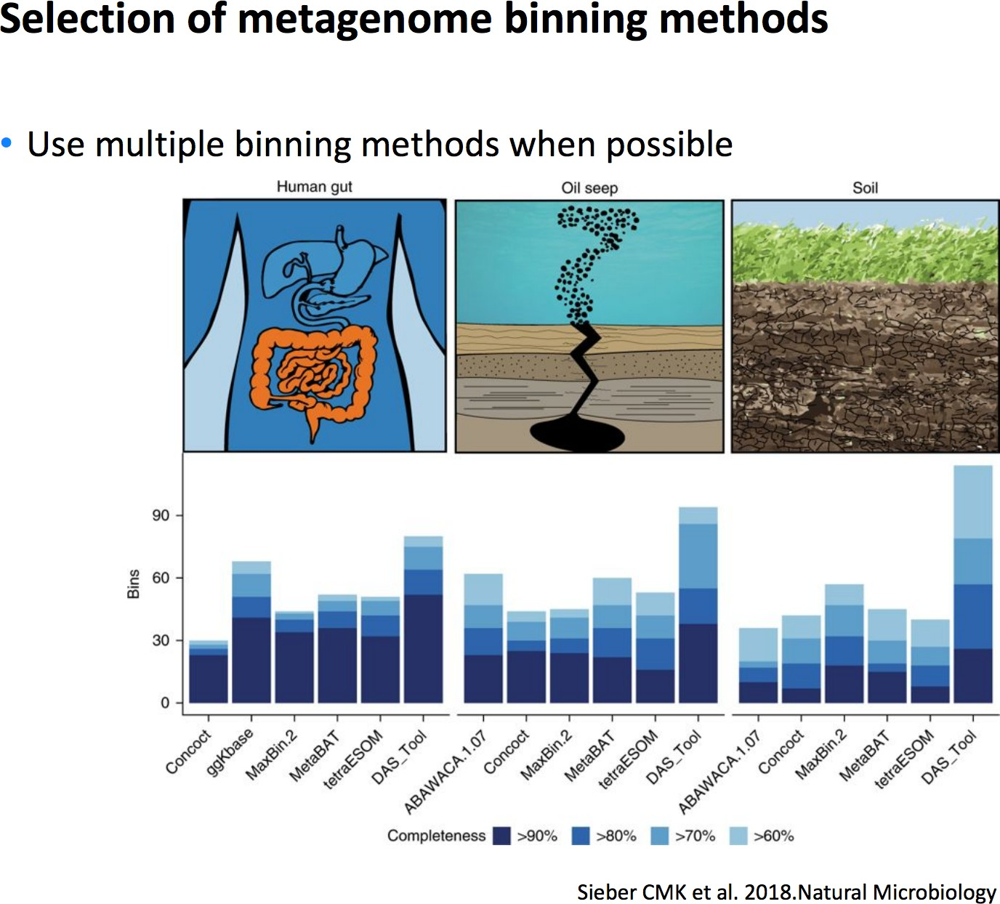 Selection of metagenome binning methods
• Use multiple binning methods when possible
Human gut
Oil seep
Soil
Bins
90
60
30
0
Concoct
ggKbase
MaxBin.2
MetaBAT
tetraESOM
DAS_Tool
ABAWACA.1.07
Concoct
MaxBin.2
MetaBAT
tetraESOM
DAS_Tool
ABAWACA.1.07
Concoct
MaxBin.2
MetaBAT
tetraESOM
DAS_Tool
Completeness >90% >80% >70% >60%
Sieber CMK et al. 2018.Natural Microbiology